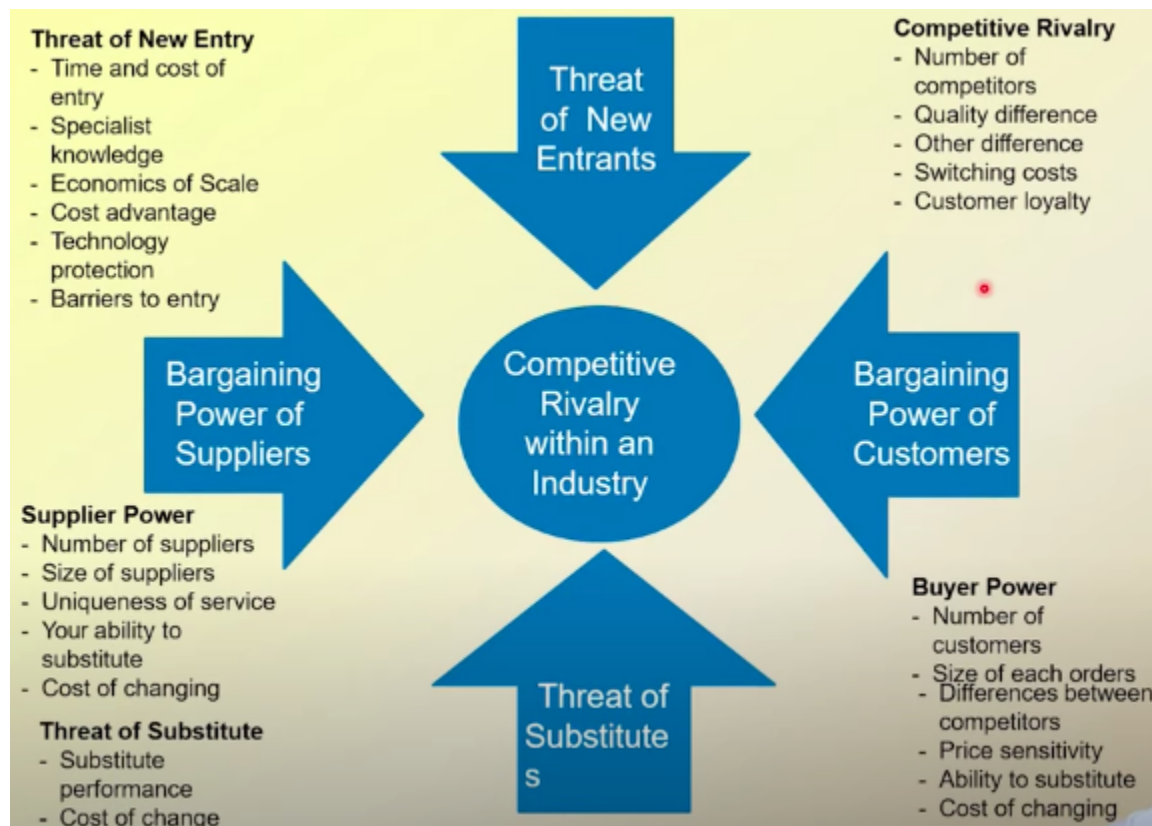 Threat of New Entry
- Time and cost of
entry
- Specialist
knowledge
- Economics of Scale
- Cost advantage
- Technology
protection
- Barriers to entry
Threat
of New
Entrants
Competitive Rivalry
- Number of
competitors
- Quality difference
- Other difference
- Switching costs
- Customer loyalty
Bargaining
Power of
Suppliers
Competitive
Rivalry
within an
Industry
Bargaining
Power of
Customers
Supplier Power
- Number of suppliers
- Size of suppliers
- Uniqueness of service
- Your ability to
substitute
- Cost of changing
Threat of Substitute
- Substitute
performance
- Cost of change
Threat of
Substitute
s
Buyer Power
- Number of
customers
- Size of each orders
- Differences between
competitors
- Price sensitivity
- Ability to substitute
- Cost of changing